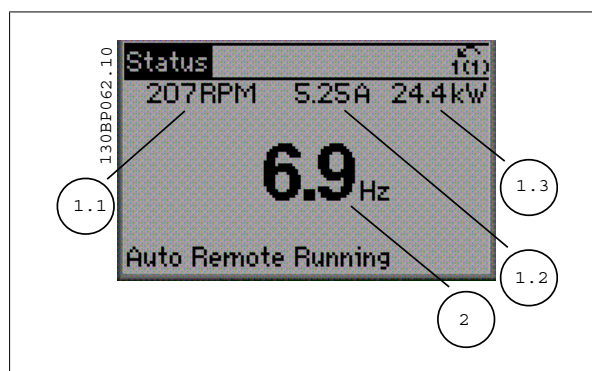 130BP062.10
Status
1(1)
207RPM 5.25A 24.4kW
6.9Hz
Auto Remote Running
1.1
1.3
1.2
2